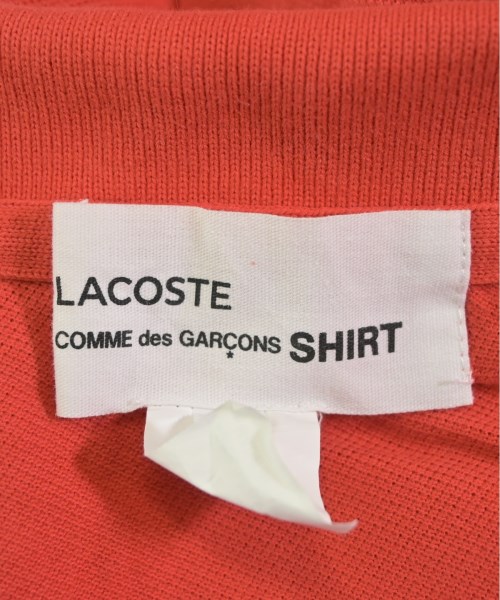 LACOSTE
COMME des GARÇONS SHIRT